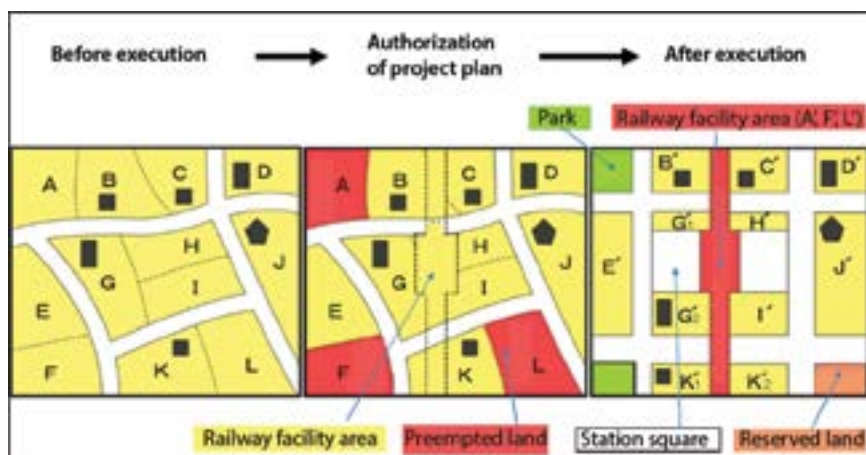 Before execution
Authorization
of project plan
After execution
Park
Railway facility area (A', F', L')
A
B
C
D
E
F
G
H
I
J
K
L
A
B
C
D
E
F
G
H
I
J
K
L
B'
C'
D'
E'
G'1
H'
J'
G'2
I'
K'1
K'2
Railway facility area
Preempted land
Station square
Reserved land